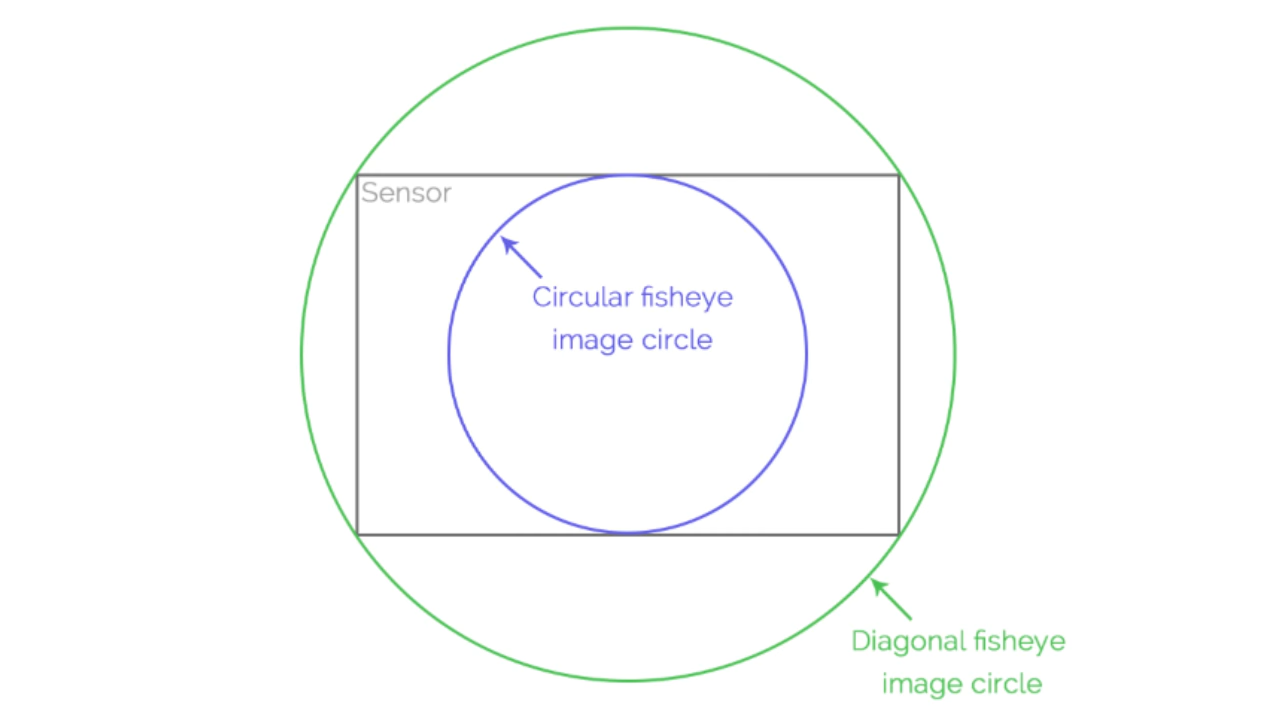 Sensor
Circular fisheye
image circle
Diagonal fisheye
image circle